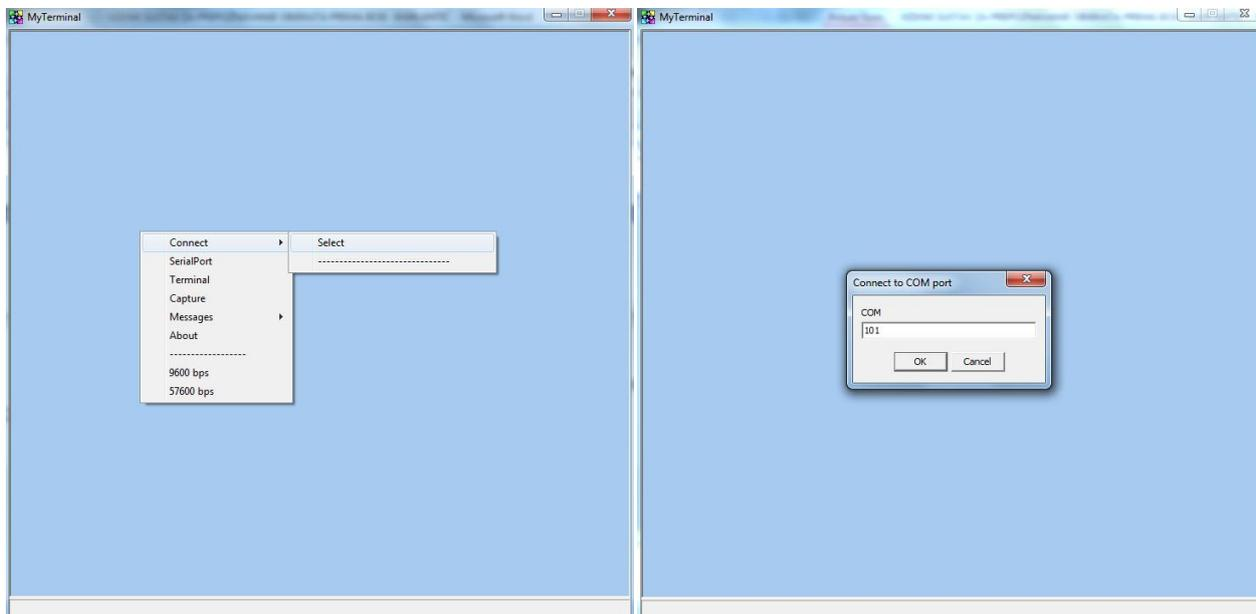 MyTerminal
Connect
Select
SerialPort
------------------------------
Terminal
Capture
Messages
About
-----------------
9600 bps
57600 bps
MyTerminal
Connect to COM port
COM
101
OK
Cancel